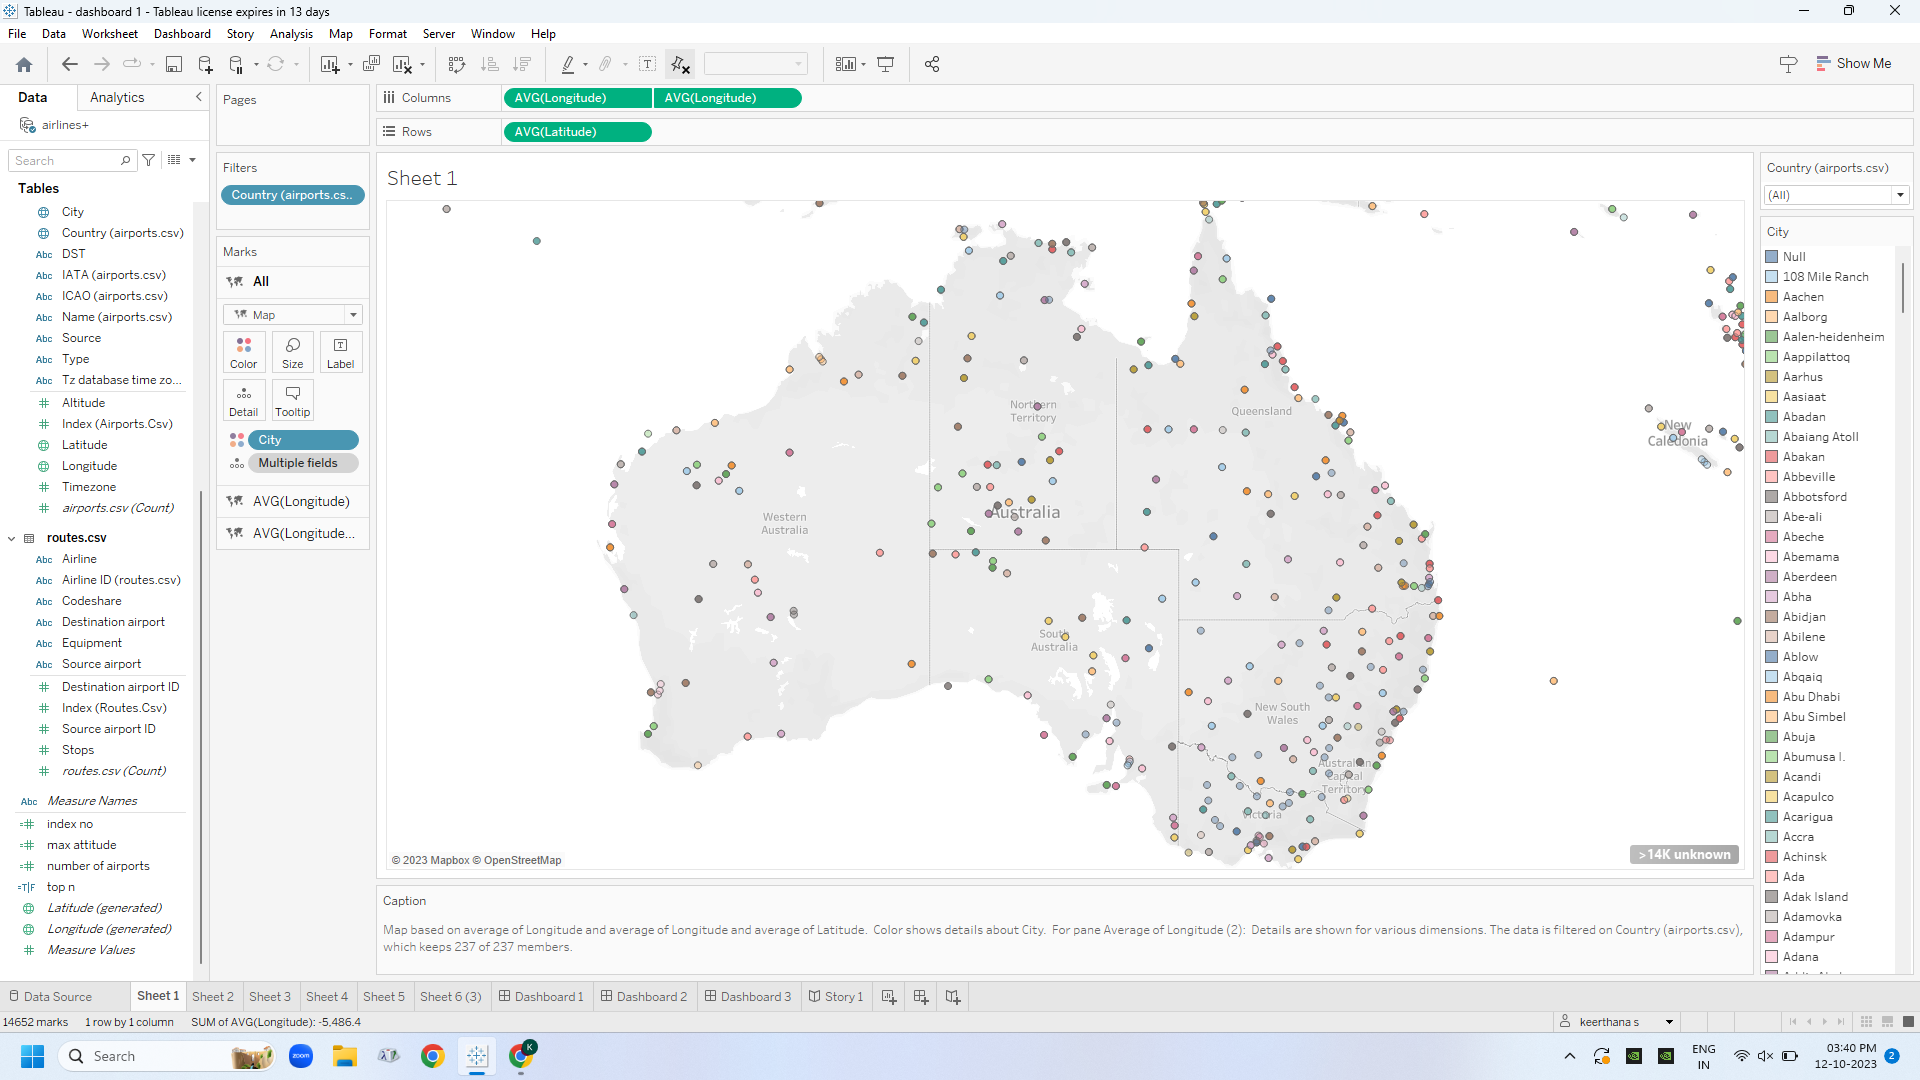 Tableau - dashboard 1 - Tableau license expires in 13 days
File Data Worksheet Dashboard Story Analysis Map Format Server Window Help
Show Me
Data Analytics
airlines+
Search
Tables
City
Country (airports.csv)
DST
IATA (airports.csv)
ICAO (airports.csv)
Name (airports.csv)
Source
Type
Tz database time zo...
Altitude
Index (Airports.Csv)
Latitude
Longitude
Timezone
airports.csv (Count)
routes.csv
Airline
Airline ID (routes.csv)
Codeshare
Destination airport
Equipment
Source airport
Destination airport ID
Index (Routes.Csv)
Source airport ID
Stops
routes.csv (Count)
Measure Names
index no
max attitude
number of airports
top n
Latitude (generated)
Longitude (generated)
Measure Values
Pages
Filters
Country (airports.cs..
Marks
All
Map
Color Size Label
Detail Tooltip
City
Multiple fields
AVG(Longitude)
AVG(Longitude...
Columns AVG(Longitude) AVG(Longitude)
Rows AVG(Latitude)
Sheet 1
Northern
Territory
Queensland
New
Caledonia
Western
Australia
Australia
South
Australia
New South
Wales
Australian
Capital
Territory
Victoria
© 2023 Mapbox © OpenStreetMap
>14K unknown
Caption
Map based on average of Longitude and average of Longitude and average of Latitude. Color shows details about City. For pane Average of Longitude (2): Details are shown for various dimensions. The data is filtered on Country (airports.csv),
which keeps 237 of 237 members.
Country (airports.csv)
(All)
City
Null
108 Mile Ranch
Aachen
Aalborg
Aalen-heidenheim
Aappilattoq
Aarhus
Aasiaat
Abadan
Abaiang Atoll
Abakan
Abbeville
Abbotsford
Abe-ali
Abeche
Abemama
Aberdeen
Abha
Abidjan
Abilene
Ablow
Abqaiq
Abu Dhabi
Abu Simbel
Abuja
Abumusa I.
Acandi
Acapulco
Acarigua
Accra
Achinsk
Ada
Adak Island
Adamovka
Adampur
Adana
Data Source Sheet 1 Sheet 2 Sheet 3 Sheet 4 Sheet 5 Sheet 6 (3) Dashboard 1 Dashboard 2 Dashboard 3 Story 1
14652 marks 1 row by 1 column SUM of AVG(Longitude): -5,486.4
keerthana s
Search
zoom
K
ENG
IN
03:40 PM
12-10-2023
2